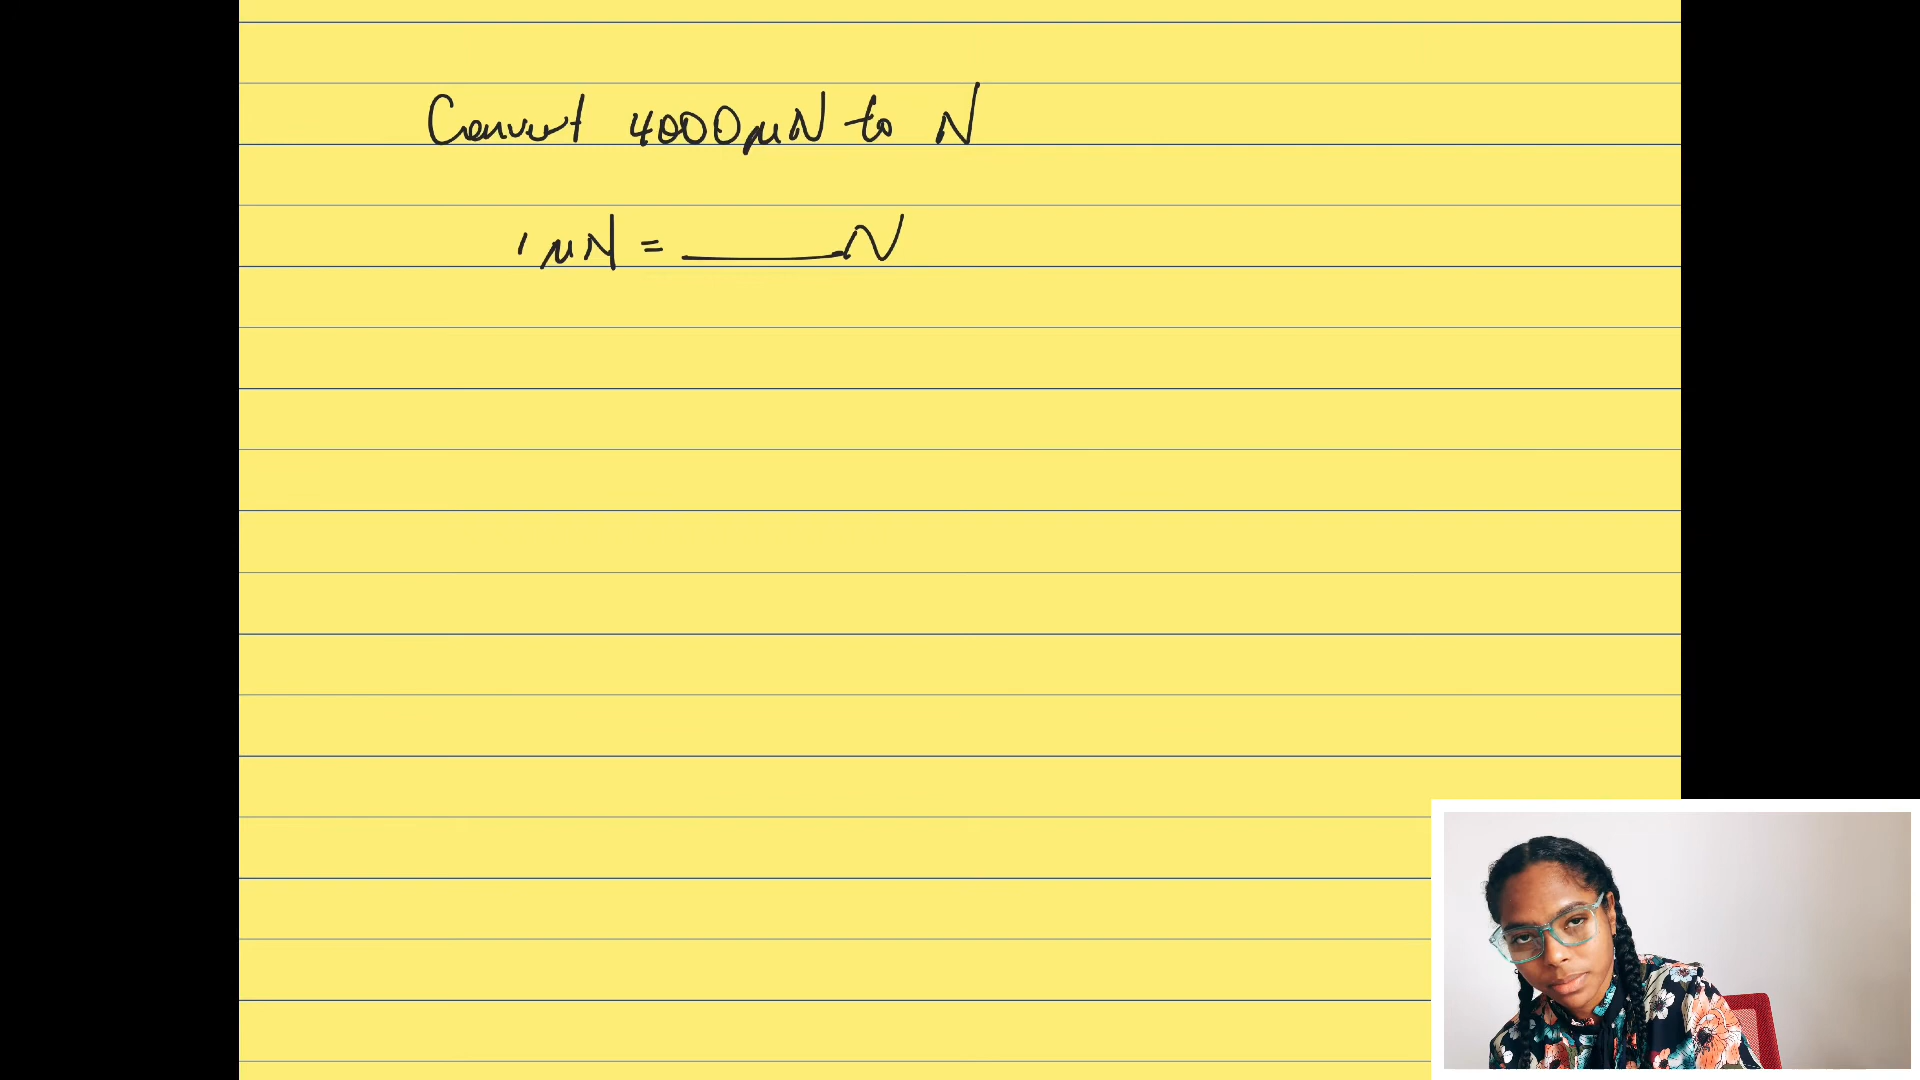 Convert 4000μN to N
1 μN = ______ N